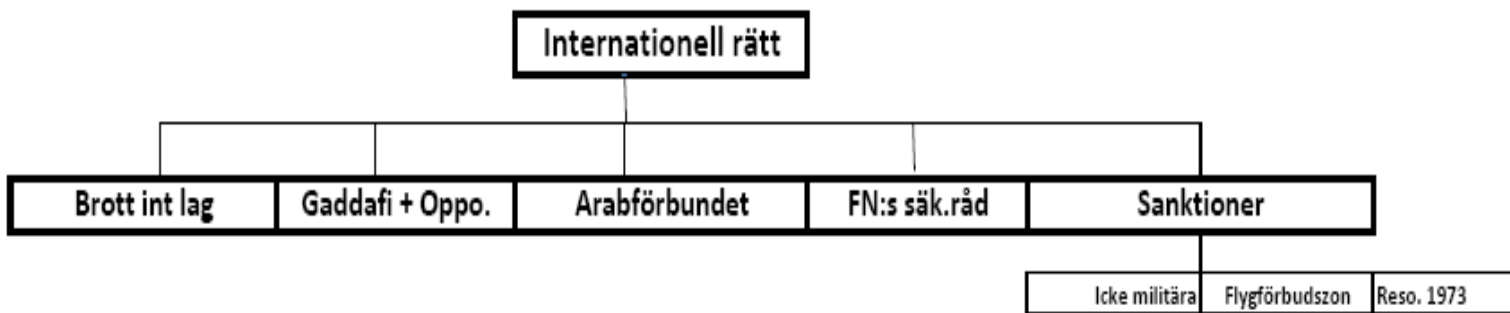 Internationell rätt
Brott int lag Gaddafi + Oppo. Arabförbundet FN:s säk.råd Sanktioner
Icke militära Flygförbudszon Reso. 1973